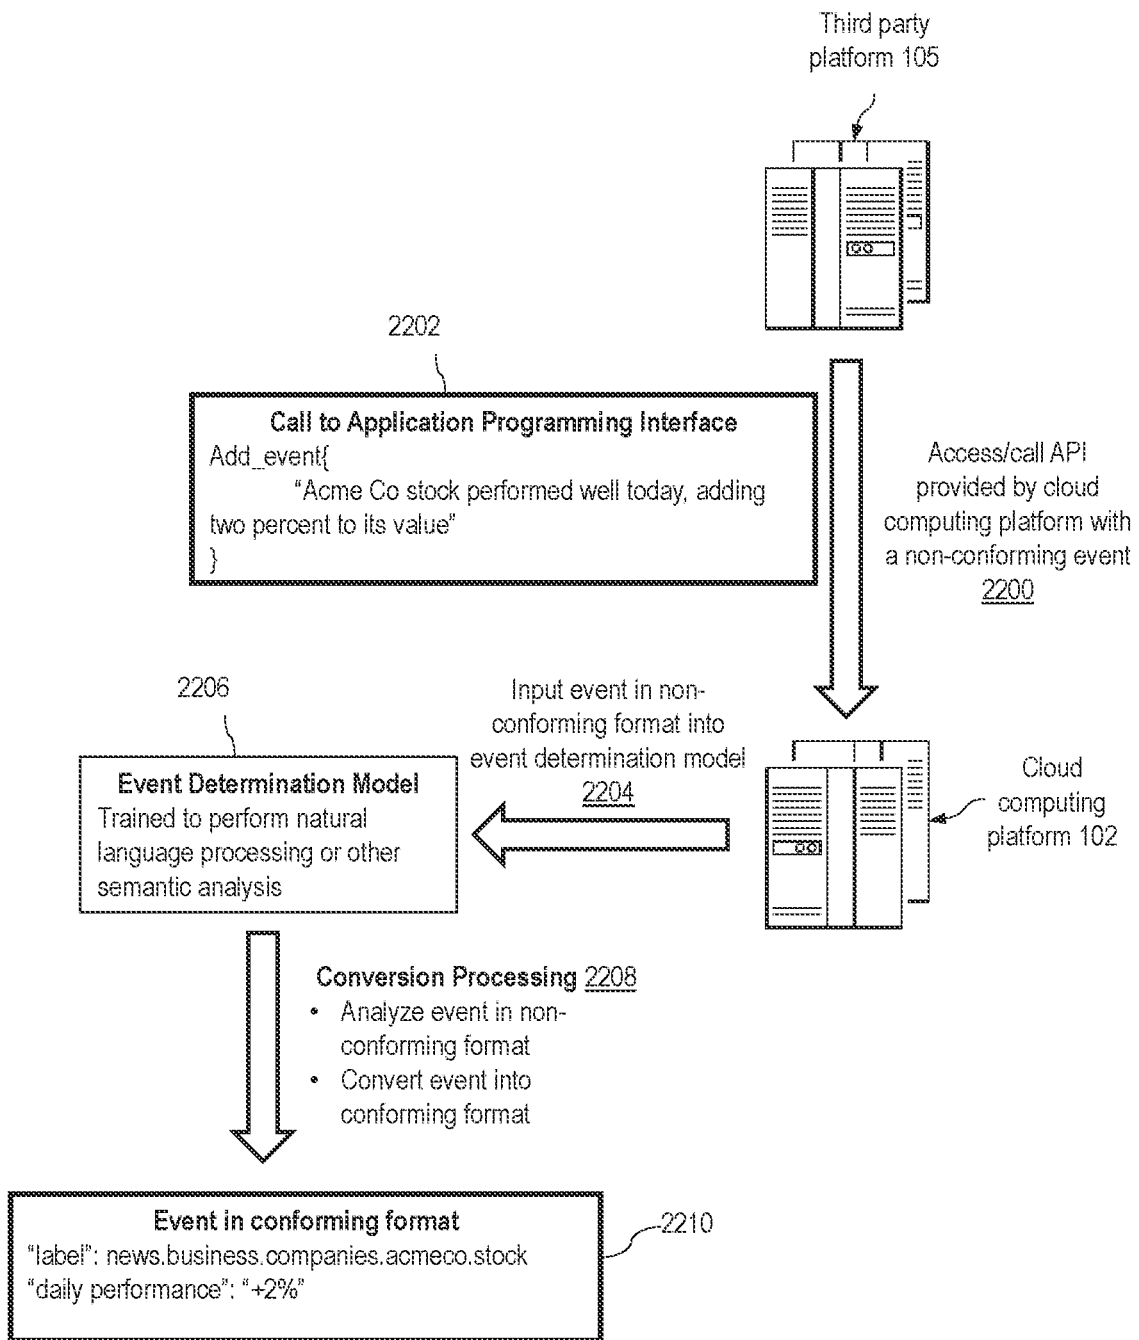 Third party
platform 105
2202
Call to Application Programming Interface
Add_event{
“Acme Co stock performed well today, adding
two percent to its value”
}
Access/call API
provided by cloud
computing platform with
a non-conforming event
2200
2206
Input event in non-
conforming format into
event determination model
2204
Event Determination Model
Trained to perform natural
language processing or other
semantic analysis
Cloud
computing
platform 102
Conversion Processing 2208
• Analyze event in non-
conforming format
• Convert event into
conforming format
Event in conforming format
“label”: news.business.companies.acmeco.stock
“daily performance”: “+2%”
2210